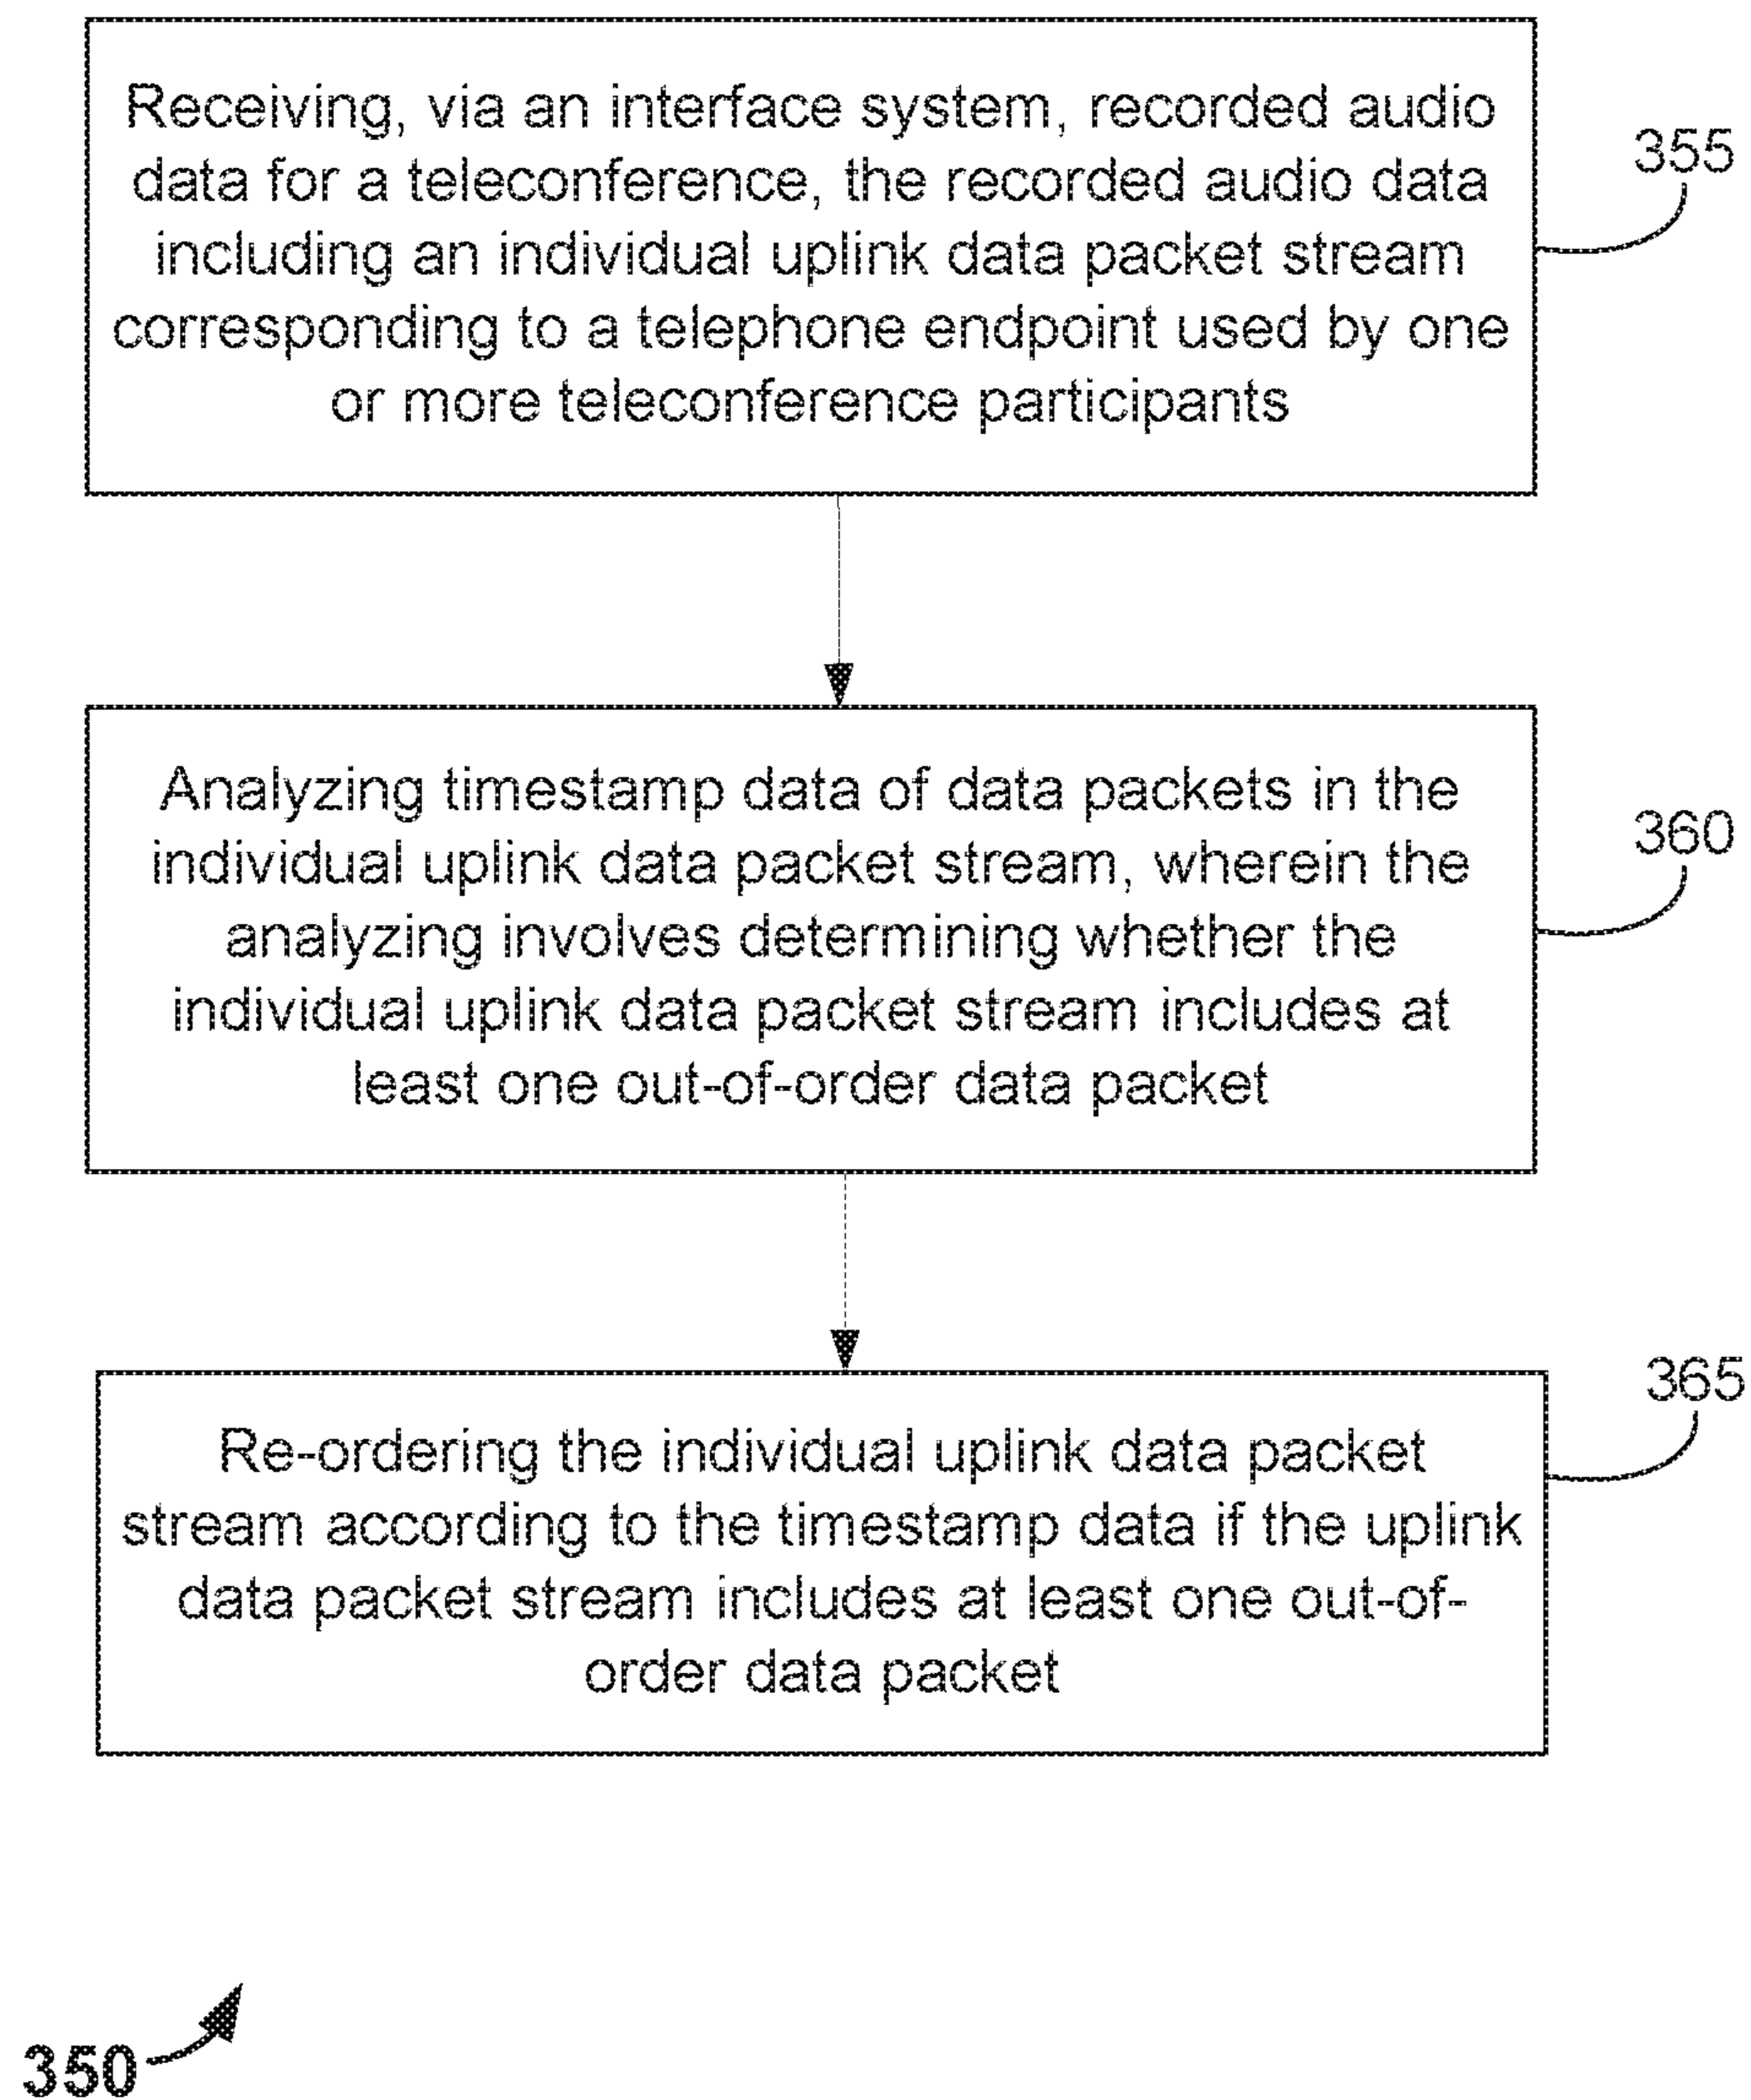 Receiving, via an interface system, recorded audio
data for a teleconference, the recorded audio data
including an individual uplink data packet stream
corresponding to a telephone endpoint used by one
or more teleconference participants
355
Analyzing timestamp data of data packets in the
individual uplink data packet stream, wherein the
analyzing involves determining whether the
individual uplink data packet stream includes at
least one out-of-order data packet
360
Re-ordering the individual uplink data packet
stream according to the timestamp data if the uplink
data packet stream includes at least one out-of-
order data packet
365
350